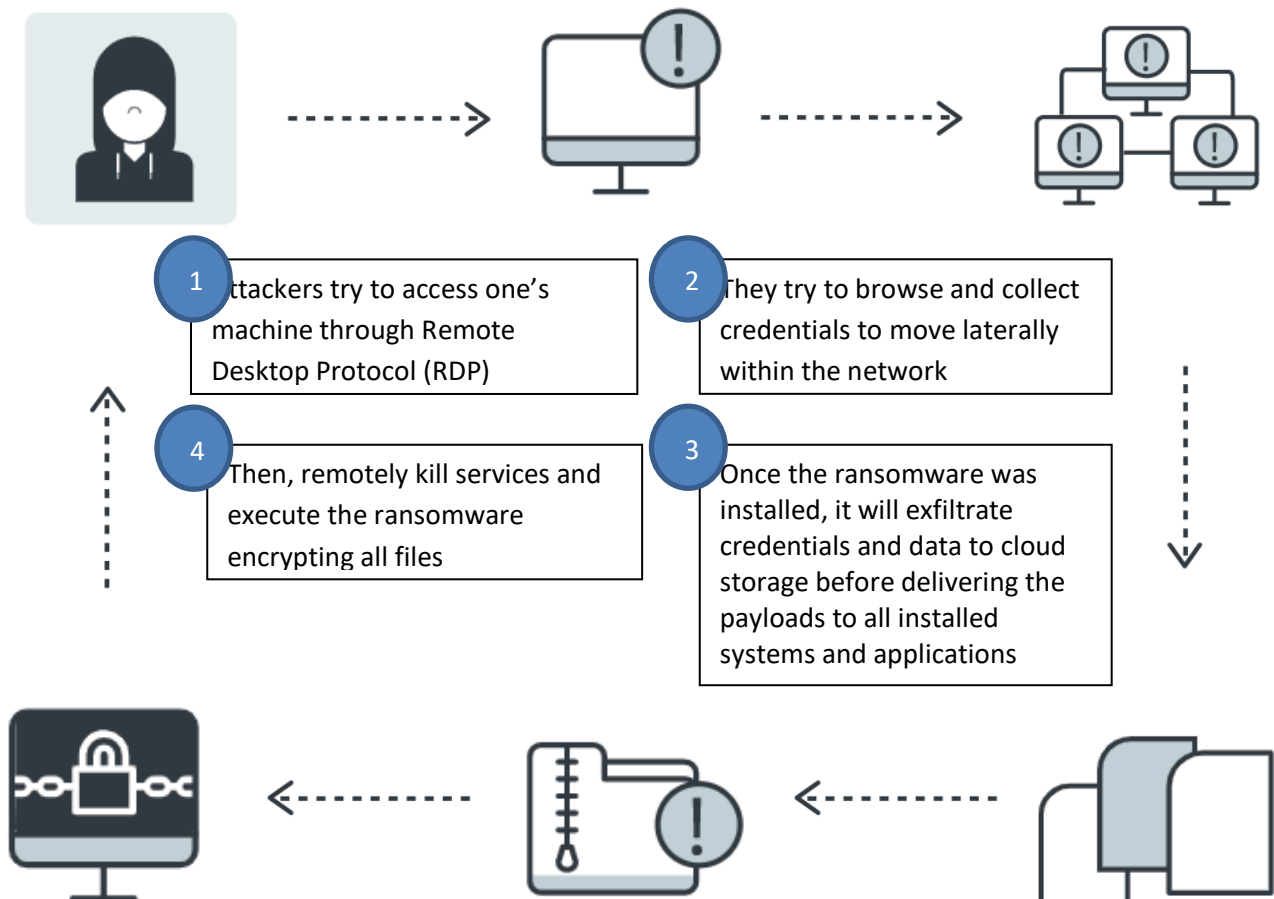 1
ttackers try to access one’s
machine through Remote
Desktop Protocol (RDP)
2
They try to browse and collect
credentials to move laterally
within the network
4
Then, remotely kill services and
execute the ransomware
encrypting all files
3
Once the ransomware was
installed, it will exfiltrate
credentials and data to cloud
storage before delivering the
payloads to all installed
systems and applications